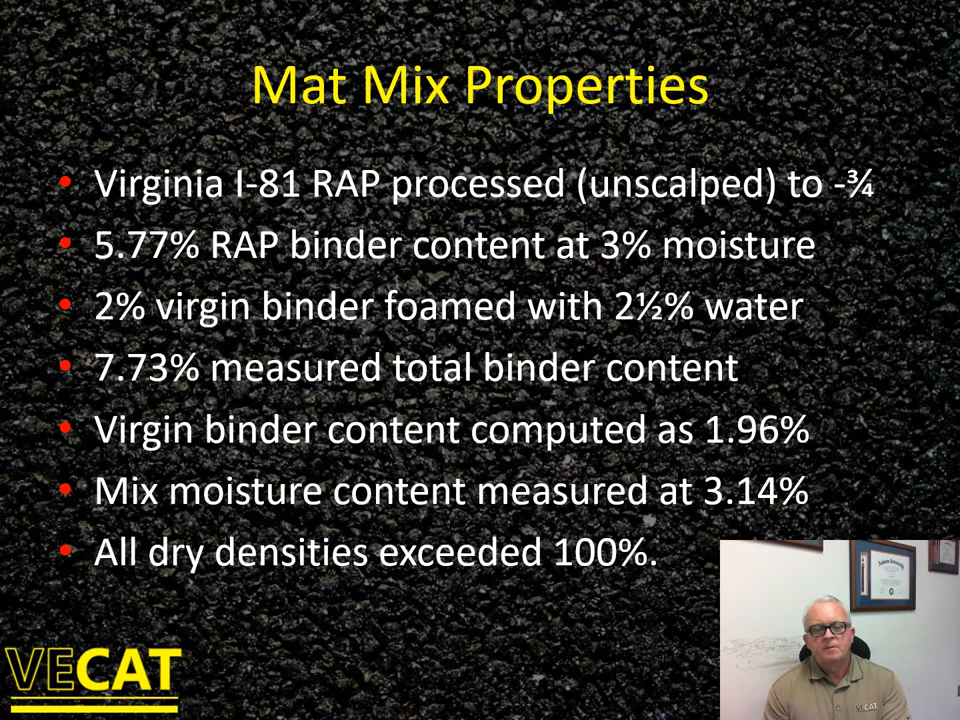 Mat Mix Properties
• Virginia I-81 RAP processed (unscalped) to -¾
• 5.77% RAP binder content at 3% moisture
• 2% virgin binder foamed with 2½% water
• 7.73% measured total binder content
• Virgin binder content computed as 1.96%
• Mix moisture content measured at 3.14%
• All dry densities exceeded 100%.
VECAT
VECAT